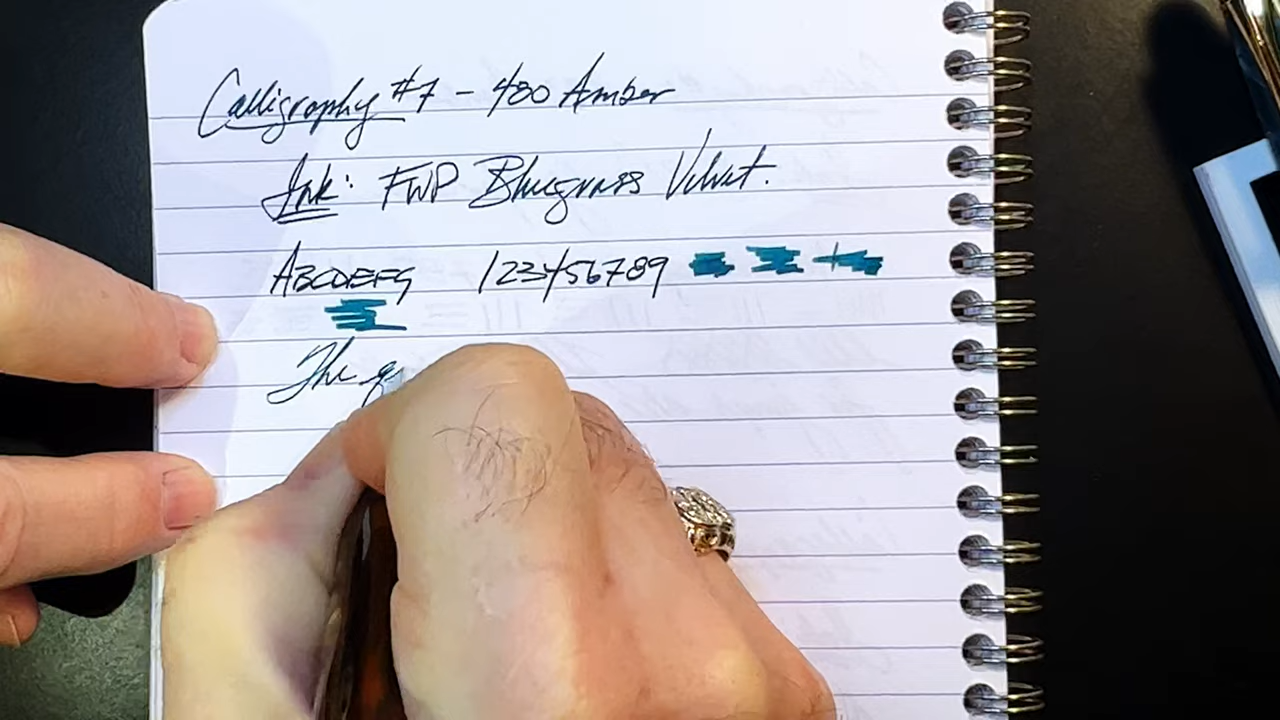 Calligraphy #7 - 480 Amber
Ink: FWP Bluegrass Velvet.
ABCDEFG 123456789
The q